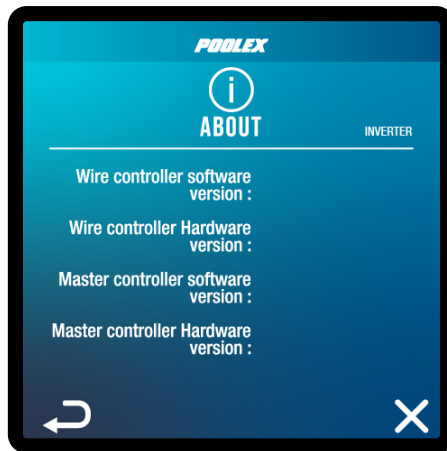 POOLEX
ABOUT
INVERTER
Wire controller software
version :
Wire controller Hardware
version :
Master controller software
version :
Master controller Hardware
version :